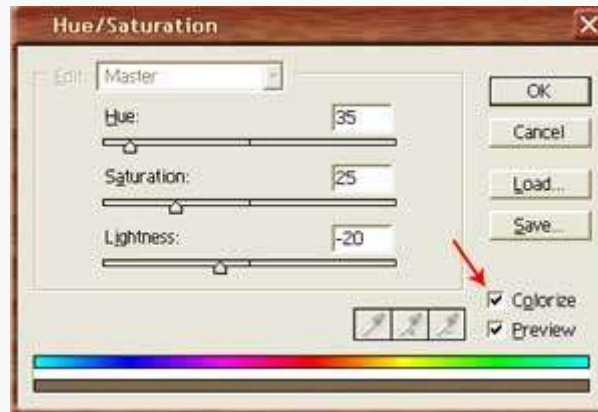 Hue/Saturation
Edit: Master
OK
Hue: 35
Cancel
Saturation: 25
Load...
Save...
Lightness: -20
Colorize
Preview